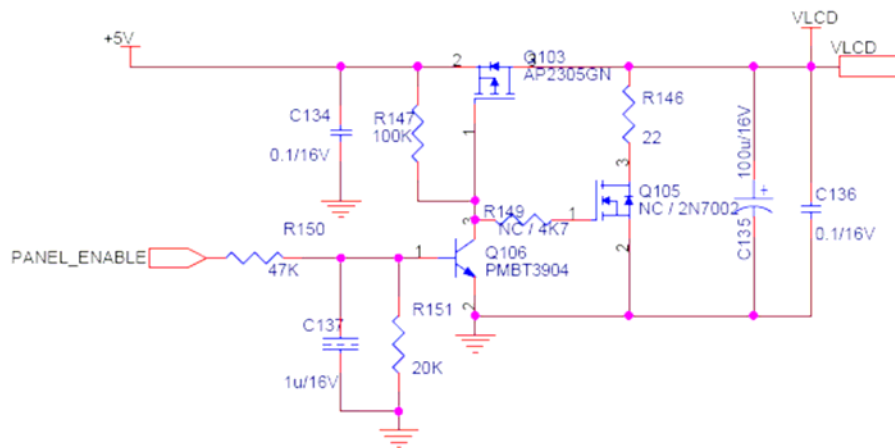 VLCD
+5V
VLCD
2
Q103
3
AP2305GN
R146
22
C134
0.1/16V
R147
100K
1
100u/16V
+
C135
C136
0.1/16V
3
Q105
NC / 2N7002
1
2
R149
NC / 4K7
3
R150
PANEL_ENABLE
47K
1
Q106
PMBT3904
2
C137
1u/16V
R151
20K